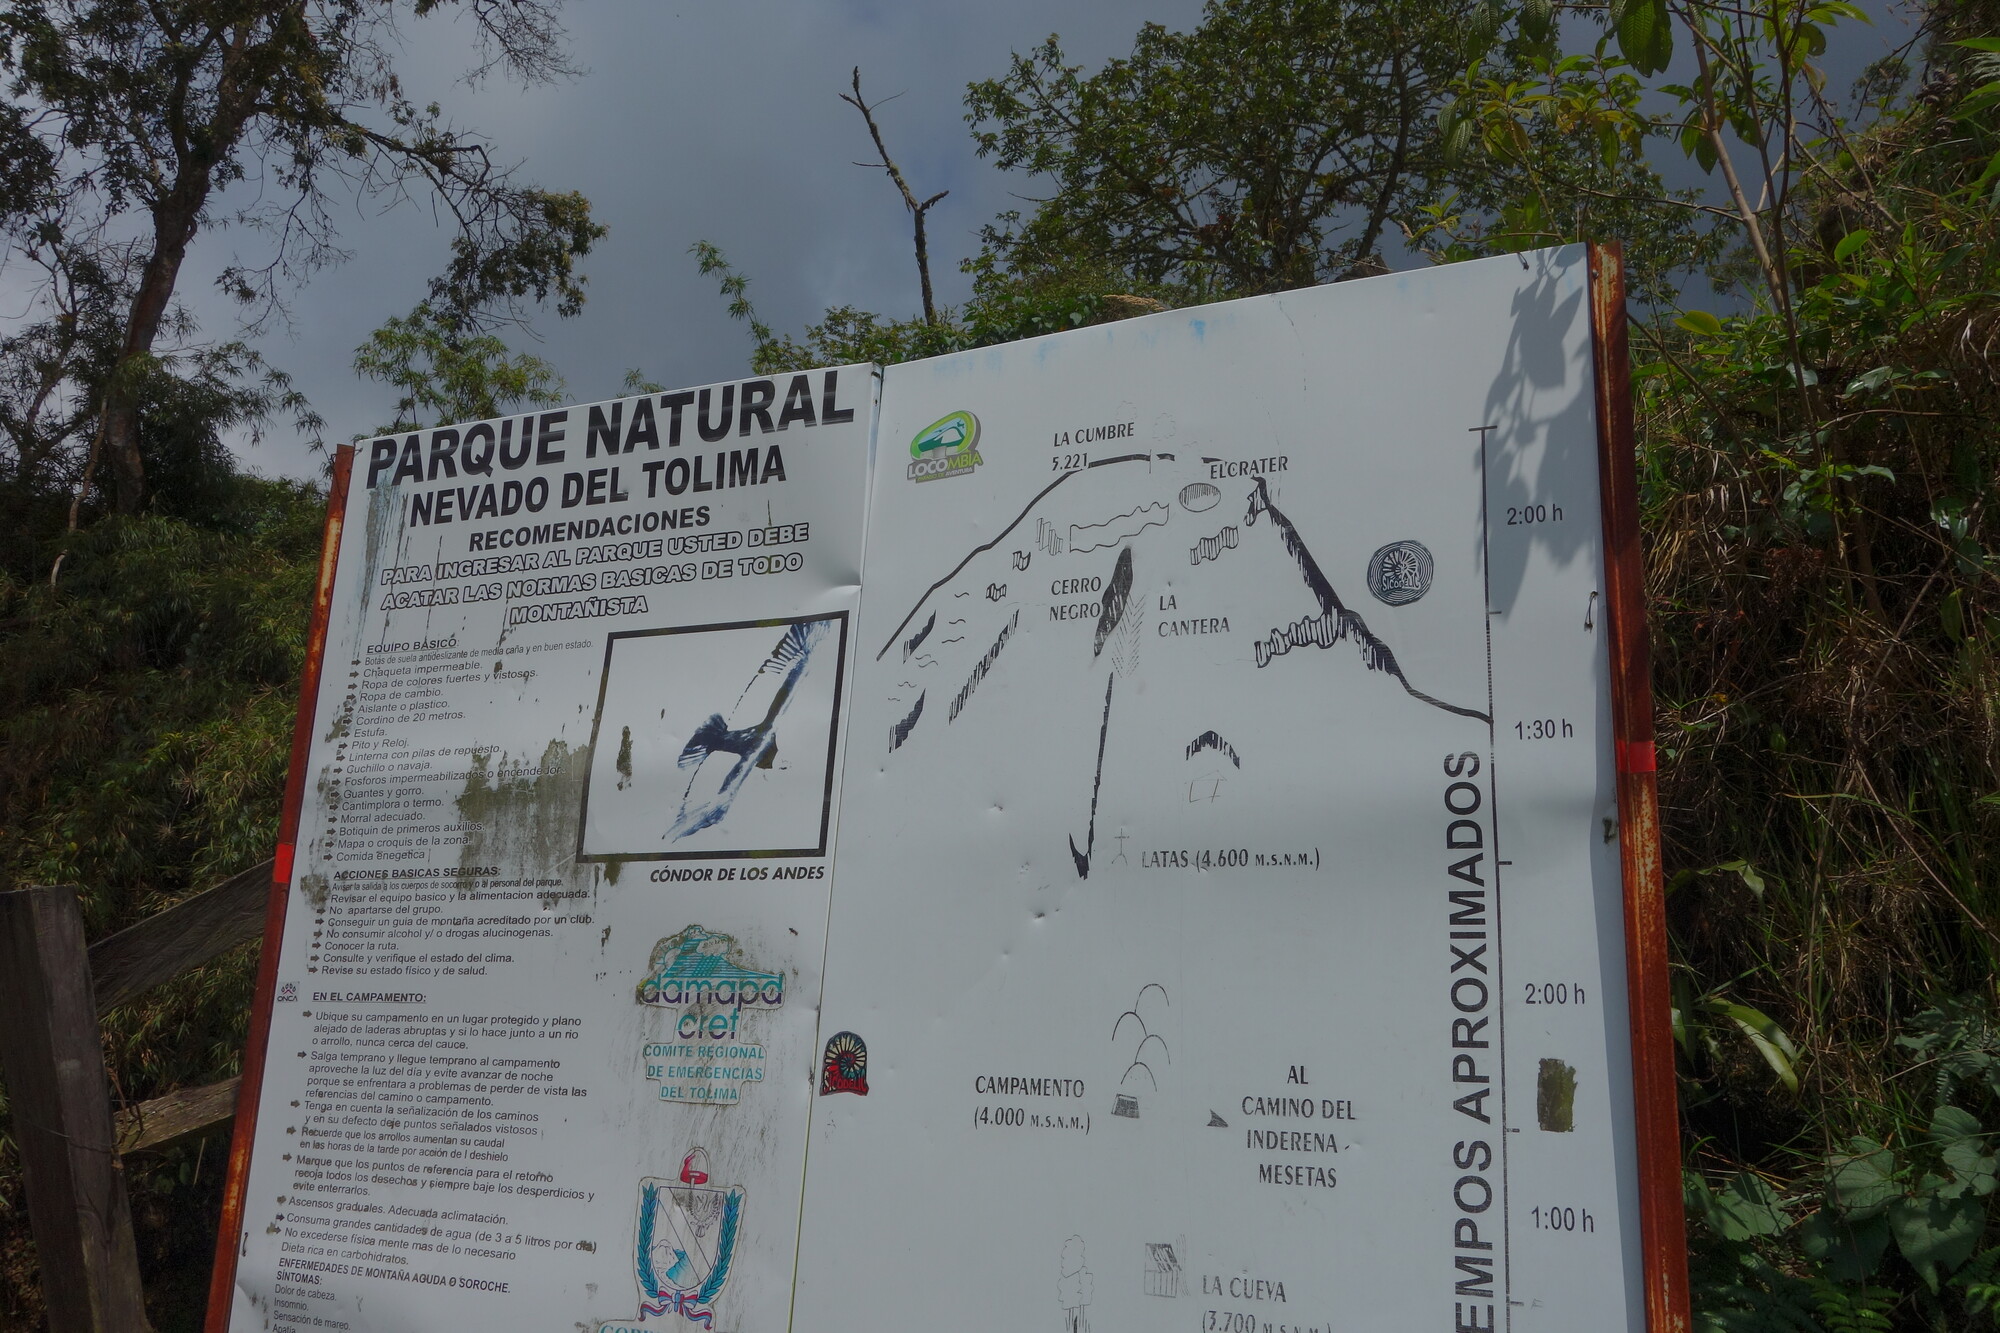 PARQUE NATURAL
NEVADO DEL TOLIMA
RECOMENDACIONES
PARA INGRESAR AL PARQUE USTED DEBE
ACATAR LAS NORMAS BASICAS DE TODO
MONTAÑISTA
EQUIPO BASICO:
Botas de suela antideslizante de media caña y en buen estado.
Chaqueta impermeable.
Ropa de colores fuertes y vistosos.
Ropa de cambio.
Aislante o plastico.
Cordino de 20 metros.
Estufa.
Pito y Reloj.
Linterna con pilas de repuesto.
Cuchillo o navaja.
Fosforos impermeabilizados o encendedor
Guantes y gorro.
Cantimplora o termo.
Morral adecuado.
Botiquin de primeros auxilios.
Mapa o croquis de la zona
Comida enegetica
CÓNDOR DE LOS ANDES
ACCIONES BASICAS SEGURAS:
Avisar la salida a los cuerpos de socorro y o al personal del parque.
Revisar el equipo basico y la alimentacion adecuada.
No apartarse del grupo.
Conseguir un guia de montaña acreditado por un club.
No consumir alcohol y/ o drogas alucinogenas.
Conocer la ruta.
Consulte y verifique el estado del clima.
Revise su estado físico y de salud.
ONCA
EN EL CAMPAMENTO:
Ubique su campamento en un lugar protegido y plano
alejado de laderas abruptas y si lo hace junto a un rio
o arrollo, nunca cerca del cauce.
Salga temprano y llegue temprano al campamento
aproveche la luz del día y evite avanzar de noche
porque se enfrentara a problemas de perder de vista las
referencias del camino o campamento.
Tenga en cuenta la señalización de los caminos
y en su defecto deje puntos señalados vistosos
Recuerde que los arrollos aumentan su caudal
en las horas de la tarde por acción de l deshielo
Marque que los puntos de referencia para el retorno
recoja todos los desechos y siempre baje los desperdicios y
evite enterrarlos.
Ascensos graduales. Adecuada aclimatación.
Consuma grandes cantidades de agua (de 3 a 5 litros por dia)
No excederse física mente mas de lo necesario
Dieta rica en carbohidratos.
ENFERMEDADES DE MONTAÑA AGUDA O SOROCHE.
SÍNTOMAS:
Dolor de cabeza.
Insomnio.
Sensación de mareo.
Apatia
damapd
cret
COMITE REGIONAL
DE EMERGENCIAS
DEL TOLIMA
LOCOMBIA
LA CUMBRE
5.221
EL CRATER
CERRO
NEGRO
LA
CANTERA
LATAS (4.600 M.S.N.M.)
CAMPAMENTO
(4.000 M.S.N.M.)
AL
CAMINO DEL
INDERENA -
MESETAS
LA CUEVA
(3.700 M.S.N.M.)
2:00 h
1:30 h
2:00 h
1:00 h
EMPOS APROXIMADOS